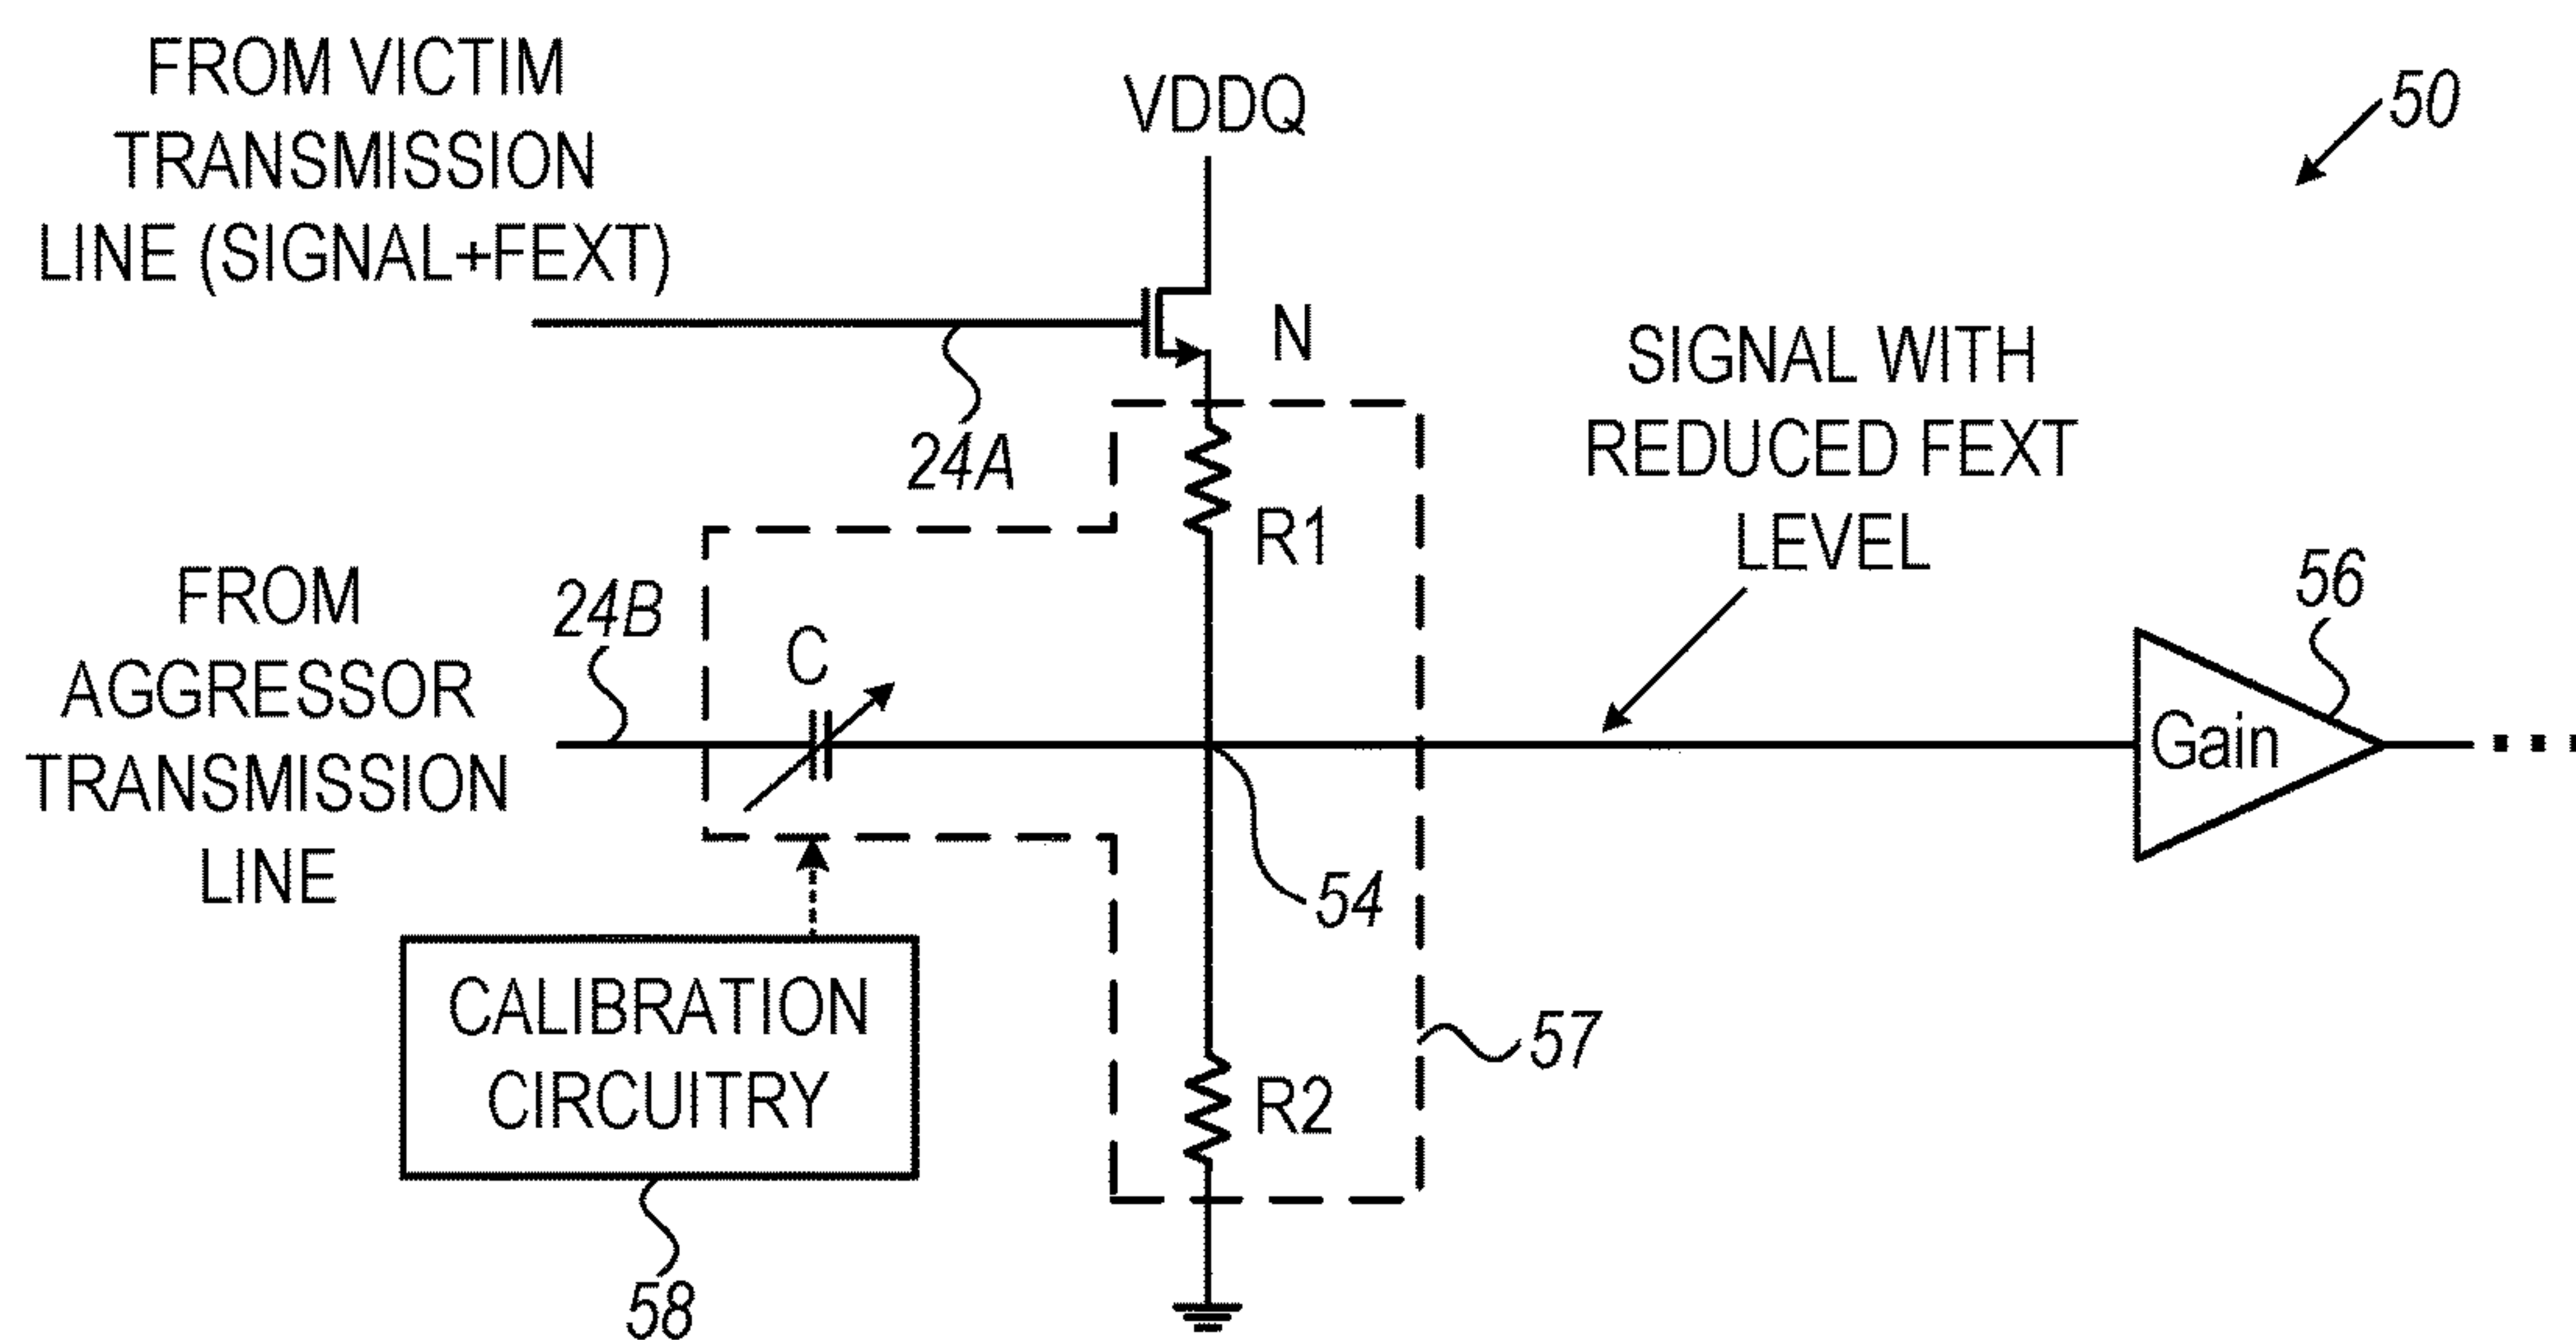 FROM VICTIM
TRANSMISSION
LINE (SIGNAL+FEXT)
VDDQ
50
N
24A
R1
SIGNAL WITH
REDUCED FEXT
LEVEL
FROM
AGGRESSOR
TRANSMISSION
LINE
24B
C
56
Gain
54
CALIBRATION
CIRCUITRY
57
R2
58